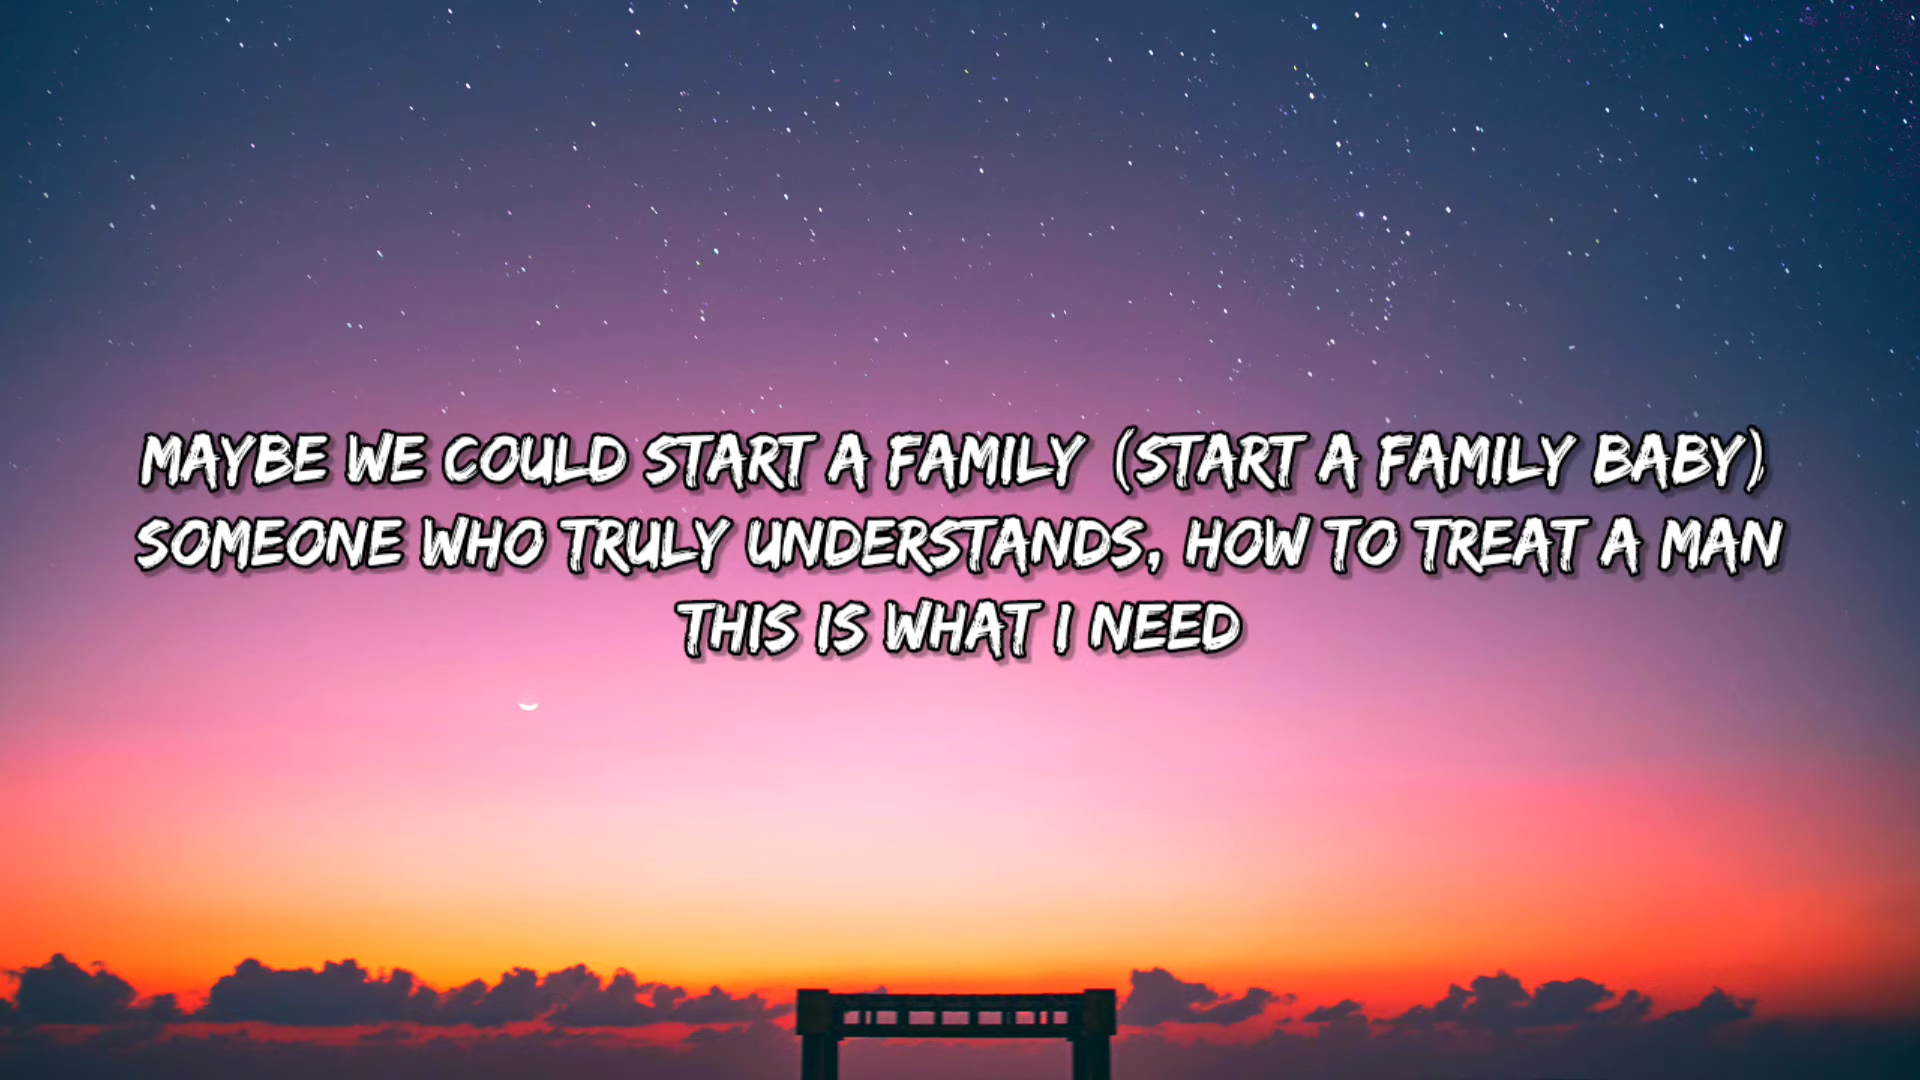 MAYBE WE COULD START A FAMILY (START A FAMILY BABY)
SOMEONE WHO TRULY UNDERSTANDS, HOW TO TREAT A MAN
THIS IS WHAT I NEED